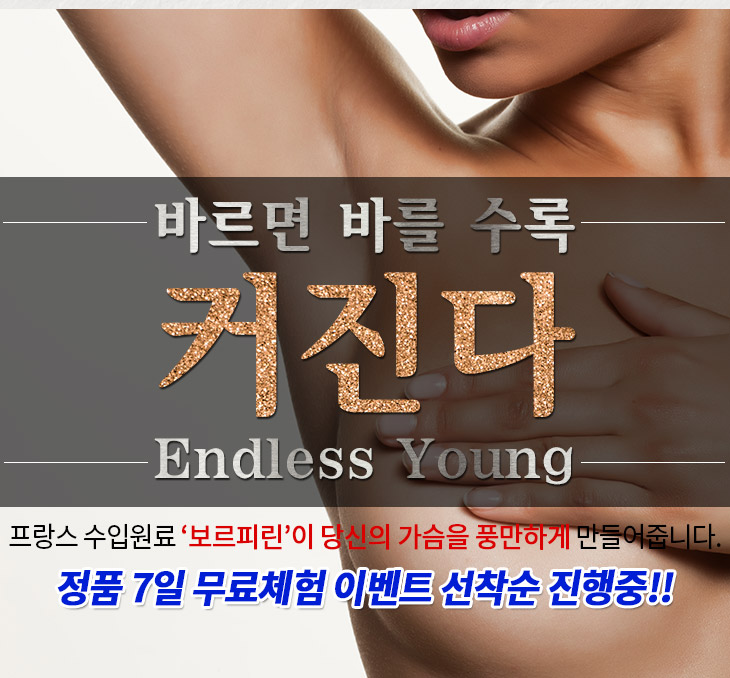 바르면 바를 수록
커진다
Endless Young
프랑스 수입원료 ‘보르피린’이 당신의 가슴을 풍만하게 만들어줍니다.
정품 7일 무료체험 이벤트 선착순 진행중!!